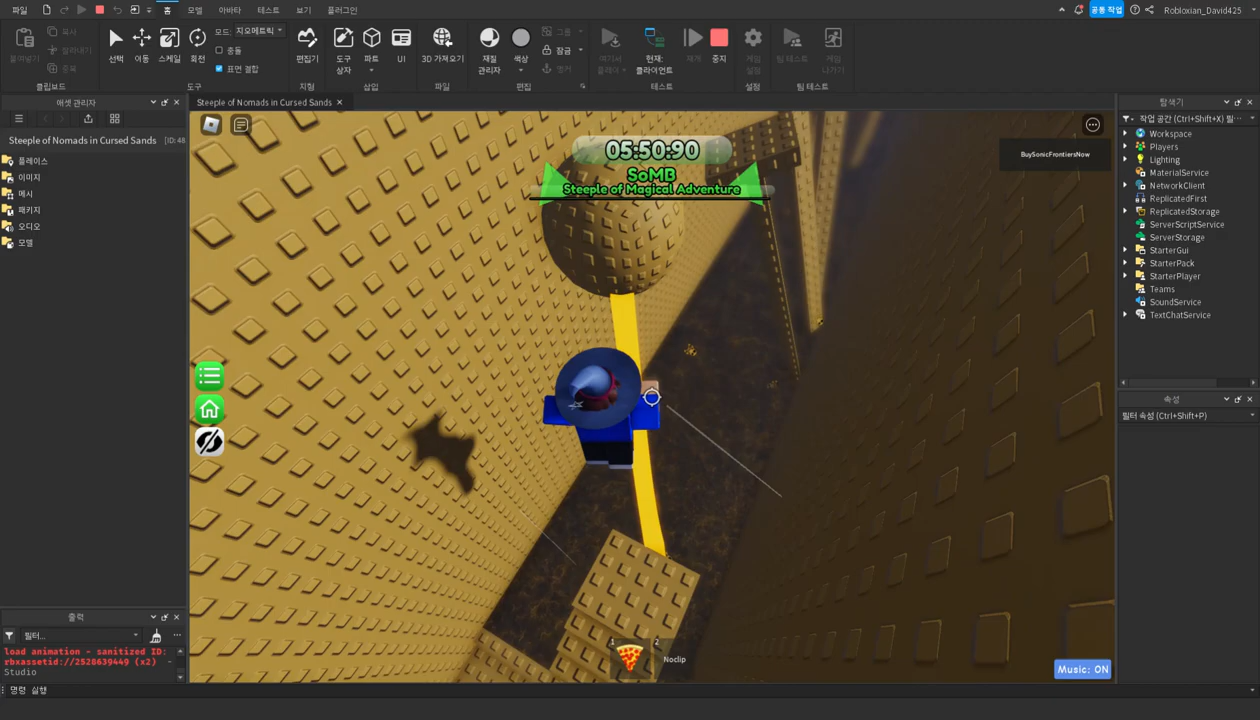 파일
홈
모델
아바타
테스트
보기
플러그인
공동 작업
Robloxian_David425
붙여넣기
복사
잘라내기
중복
클립보드
선택
이동
스케일
회전
모드: 지오메트릭
충돌
표면 결합
도구
편집기
지형
도구
상자
파트
UI
삽입
3D 가져오기
파일
재질
관리자
색상
그룹
잠금
앵커
편집
여기서
플레이
현재:
클라이언트
재개
중지
테스트
게임
설정
설정
팀 테스트
게임
나가기
팀 테스트
애셋 관리자
Steeple of Nomads in Cursed Sands
[ID:48
플레이스
이미지
메시
패키지
오디오
모델
출력
필터...
load animation - sanitized ID:
rbxassetid://2528639449 (x2) -
Studio
명령 실행
Steeple of Nomads in Cursed Sands
05:50:90
SoMB
Steeple of Magical Adventure
BuySonicFrontiersNow
1
2
Noclip
Music: ON
탐색기
작업 공간 (Ctrl+Shift+X) 필...
Workspace
Players
Lighting
MaterialService
NetworkClient
ReplicatedFirst
ReplicatedStorage
ServerScriptService
ServerStorage
StarterGui
StarterPack
StarterPlayer
Teams
SoundService
TextChatService
속성
필터 속성 (Ctrl+Shift+P)